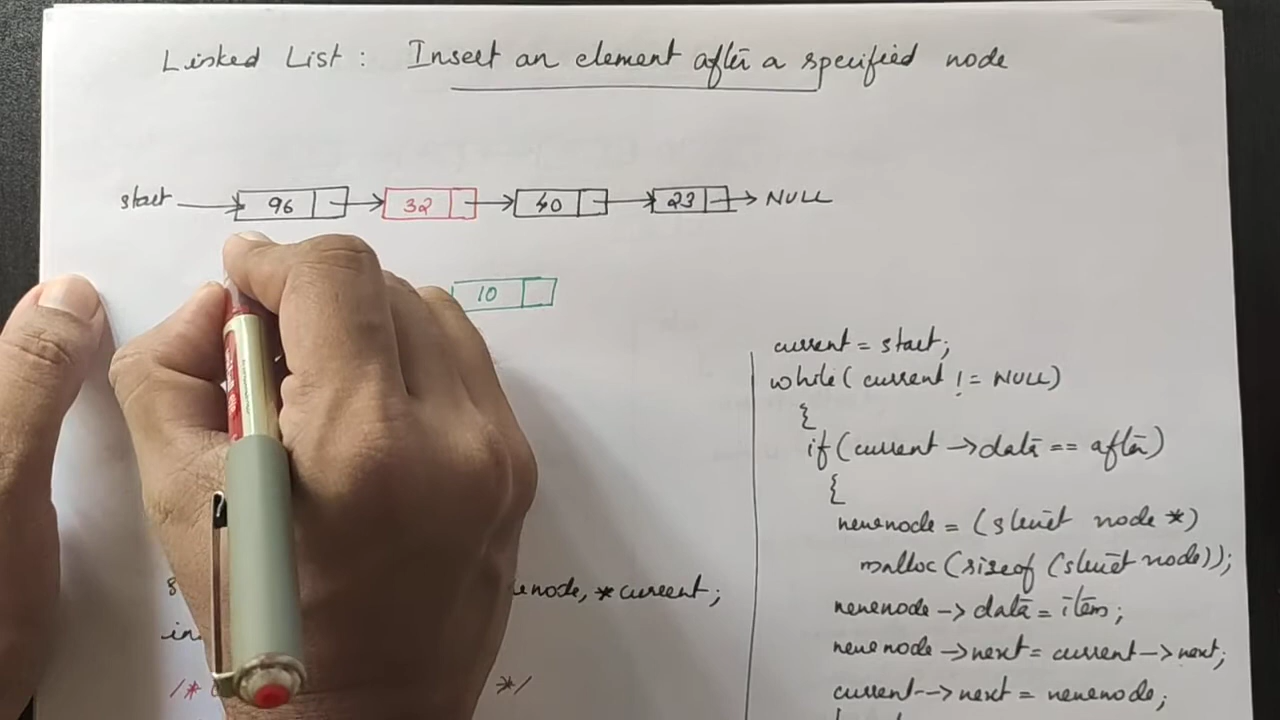 Linked List : Insert an element after a specified node
start 96 32 40 23 NULL
10
current = start;
while ( current != NULL)
{
if (current ->data == after)
{
newnode = (struct node *)
malloc (sizeof (struct node));
newnode -> data = item;
newnode ->next = current -> next;
current --> next = newnode;
enode, *current;
in
/* */